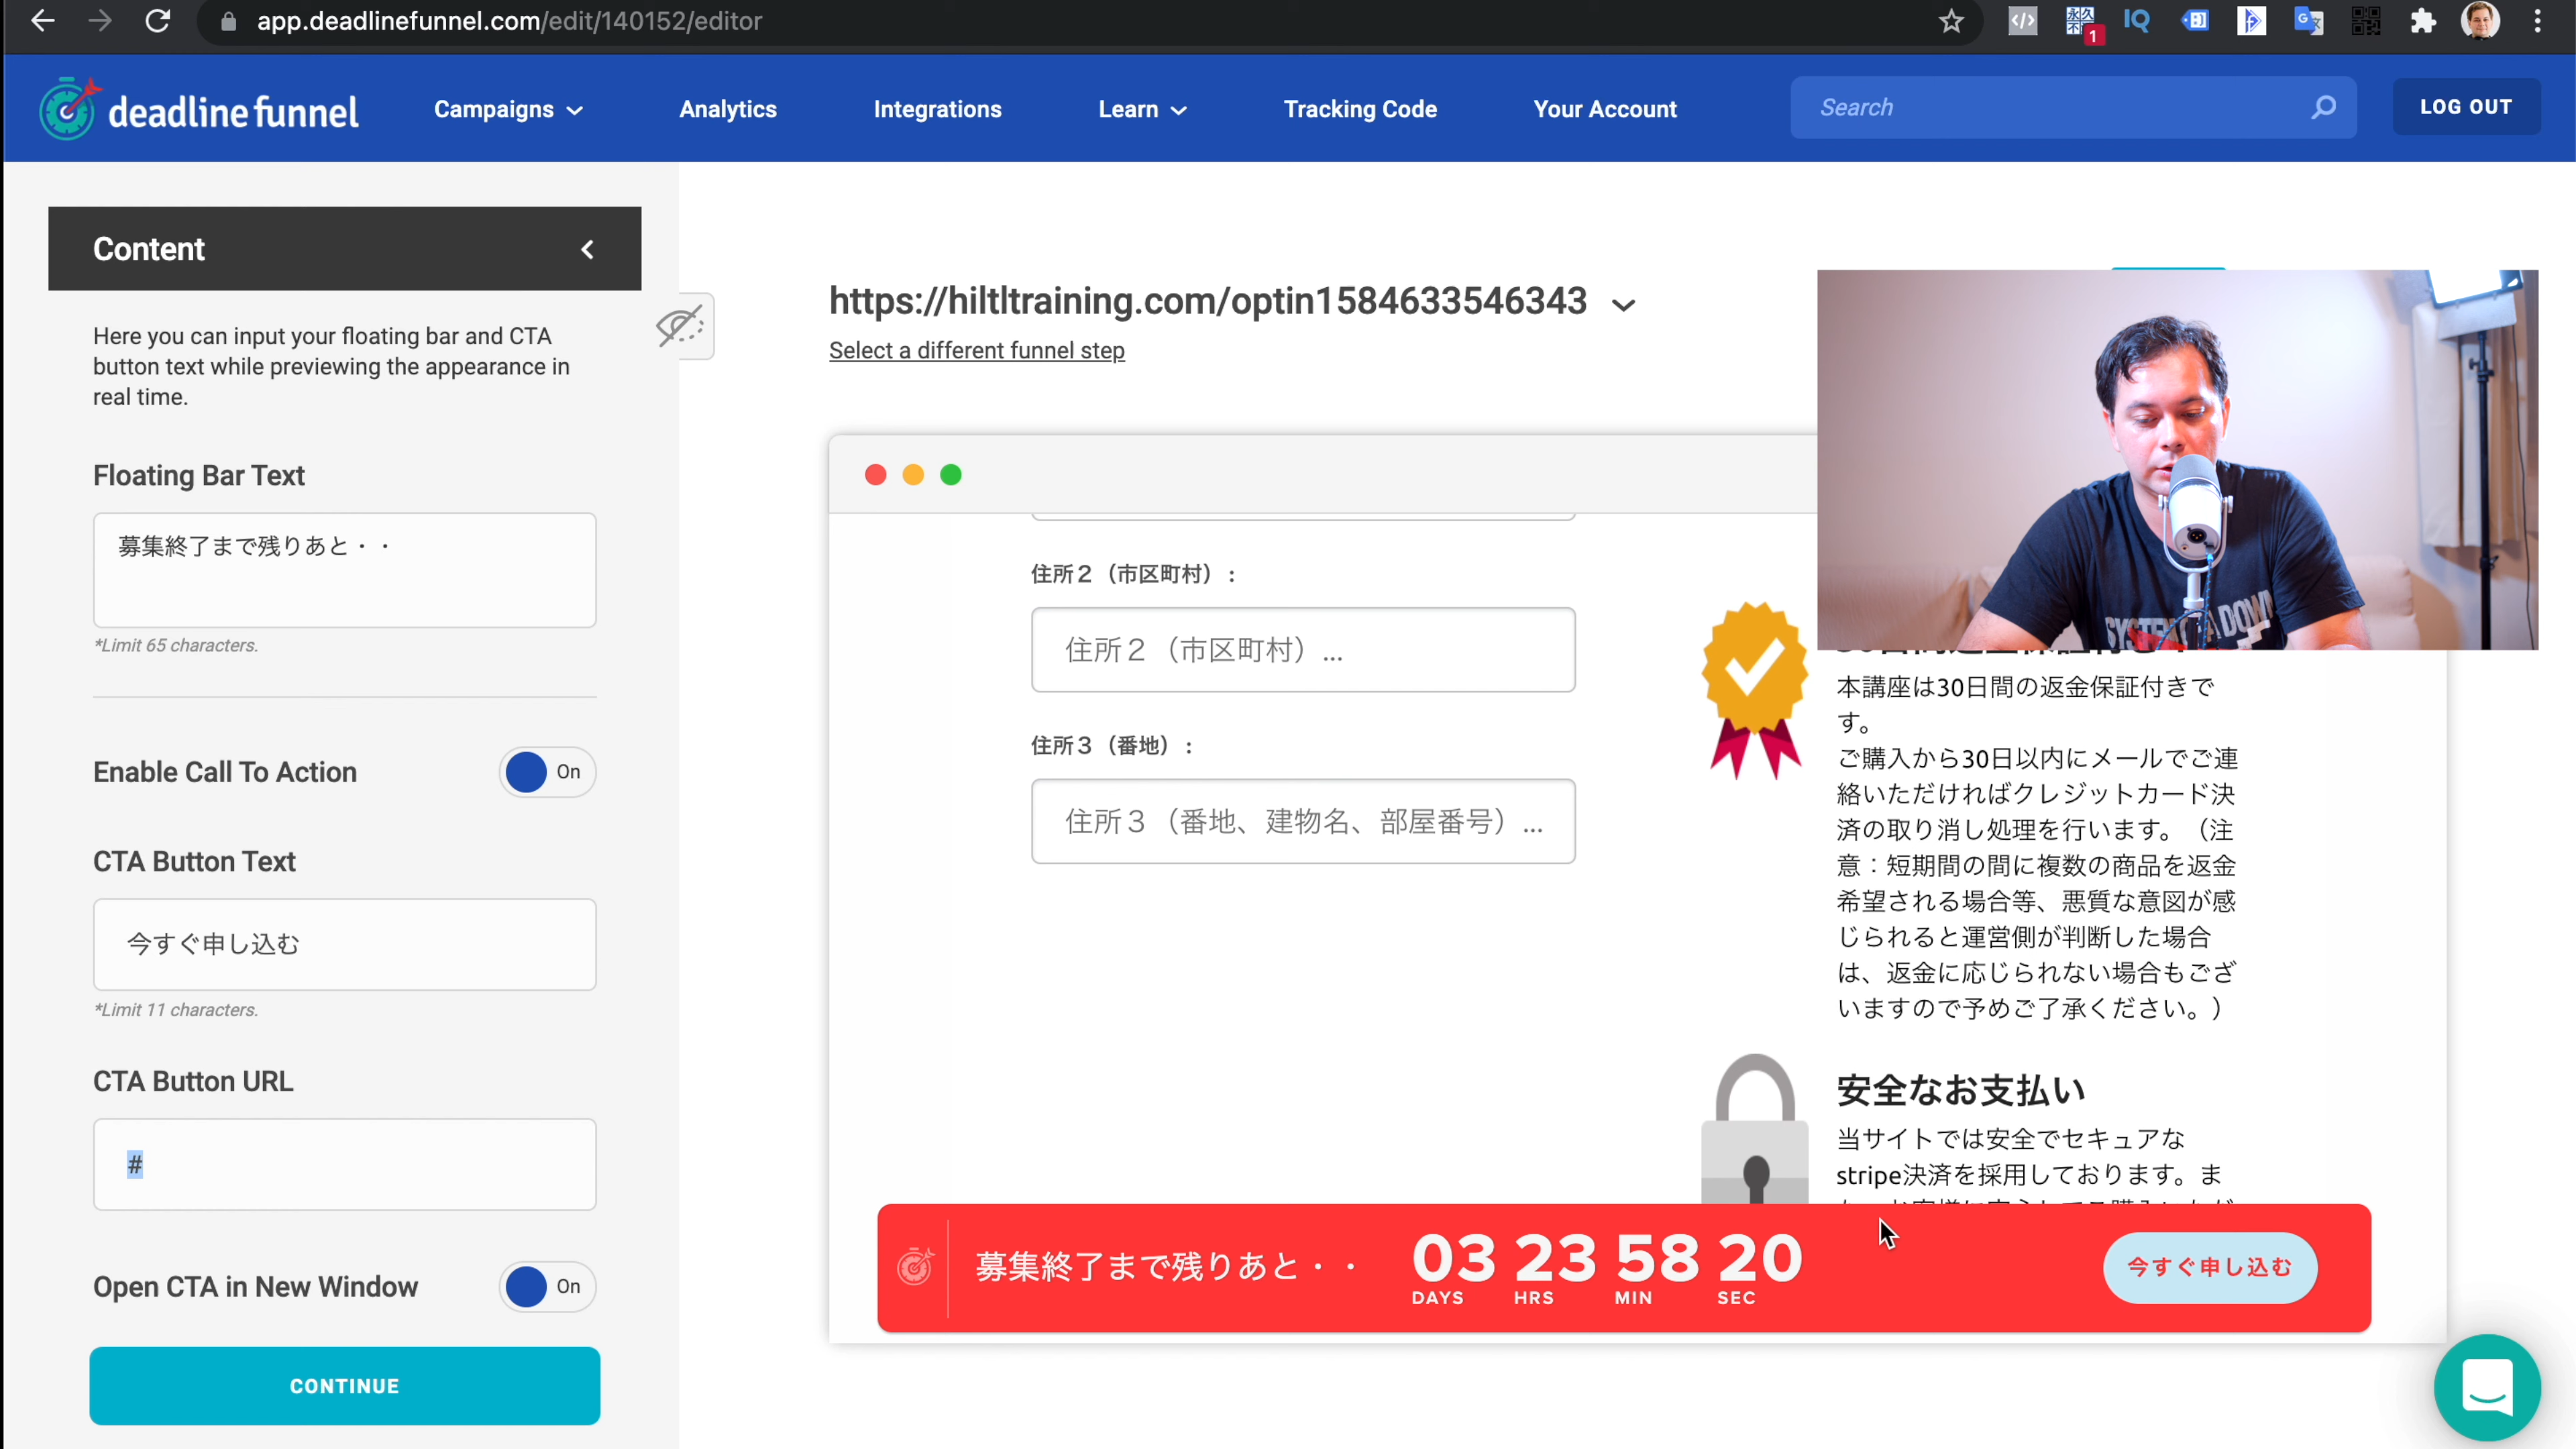 app.deadlinefunnel.com/edit/140152/editor
1
IQ
deadline funnel
Campaigns
Analytics
Integrations
Learn
Tracking Code
Your Account
Search
LOG OUT
Content
Here you can input your floating bar and CTA
button text while previewing the appearance in
real time.
Floating Bar Text
募集終了まで残りあと・・
*Limit 65 characters.
Enable Call To Action
On
CTA Button Text
今すぐ申し込む
*Limit 11 characters.
CTA Button URL
#
Open CTA in New Window
On
CONTINUE
https://hiltltraining.com/optin1584633546343
Select a different funnel step
住所２（市区町村）：
住所２（市区町村）...
住所３（番地）：
住所３（番地、建物名、部屋番号）...
本講座は30日間の返金保証付きで
す。
ご購入から30日以内にメールでご連
絡いただければクレジットカード決
済の取り消し処理を行います。（注
意：短期間の間に複数の商品を返金
希望される場合等、悪質な意図が感
じられると運営側が判断した場合
は、返金に応じられない場合もござ
いますので予めご了承ください。）
安全なお支払い
当サイトでは安全でセキュアな
stripe決済を採用しております。ま
募集終了まで残りあと・・
03 23 58 20
DAYS HRS MIN SEC
今すぐ申し込む